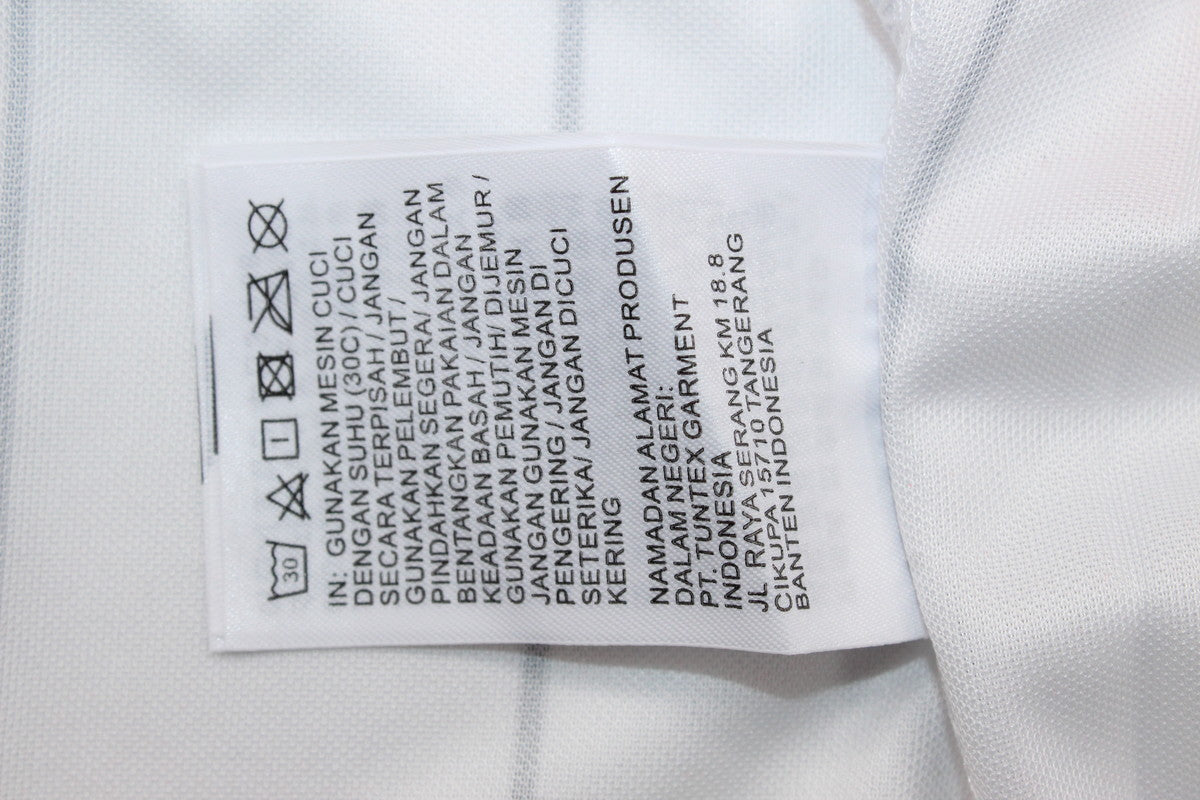 30
IN: GUNAKAN MESIN CUCI
DENGAN SUHU (30C) / CUCI
SECARA TERPISAH / JANGAN
GUNAKAN PELEMBUT /
PINDAHKAN SEGERA/ JANGAN
BENTANGKAN PAKAIAN DALAM
KEADAAN BASAH / JANGAN
GUNAKAN PEMUTIH/ DIJEMUR /
JANGAN GUNAKAN MESIN
PENGERING / JANGAN DI
SETERIKA/ JANGAN DICUCI
KERING
NAMADAN ALAMAT PRODUSEN
DALAM NEGERI:
PT. TUNTEX GARMENT
INDONESIA
JL RAYA SERANG KM 18.8
CIKUPA 15710 TANGERANG
BANTEN INDONESIA